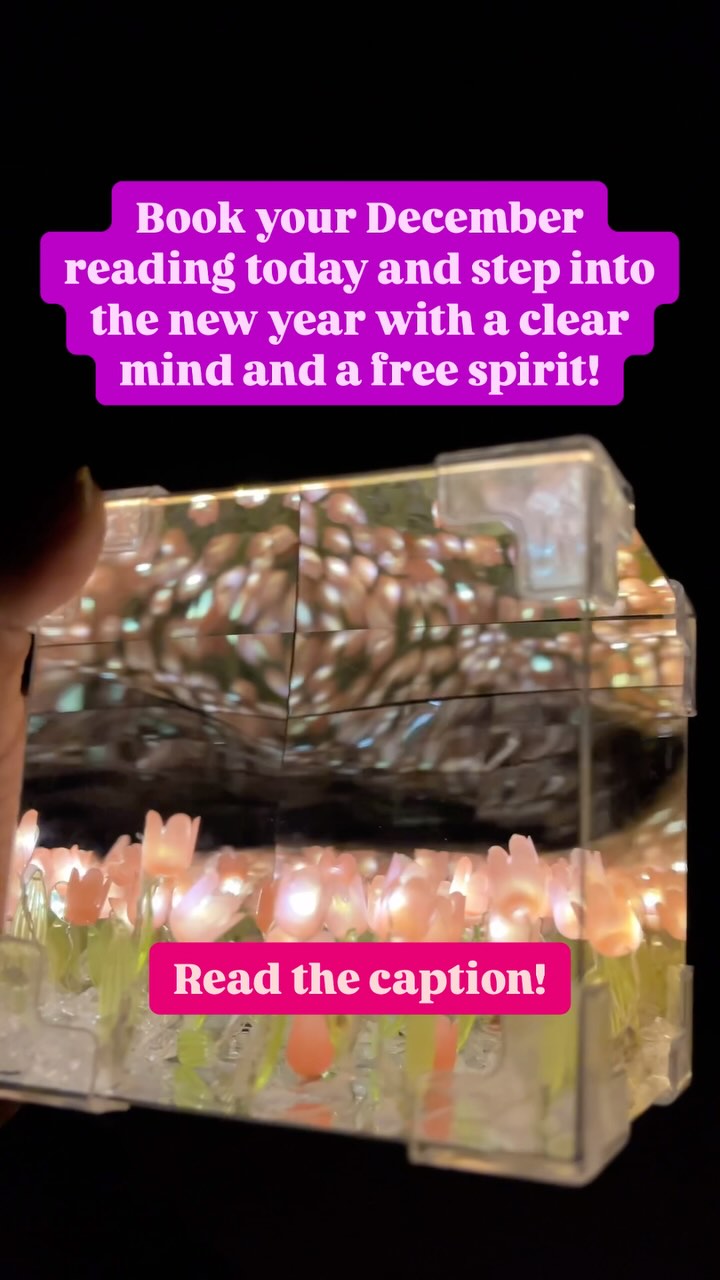 Book your December
reading today and step into
the new year with a clear
mind and a free spirit!
Read the caption!